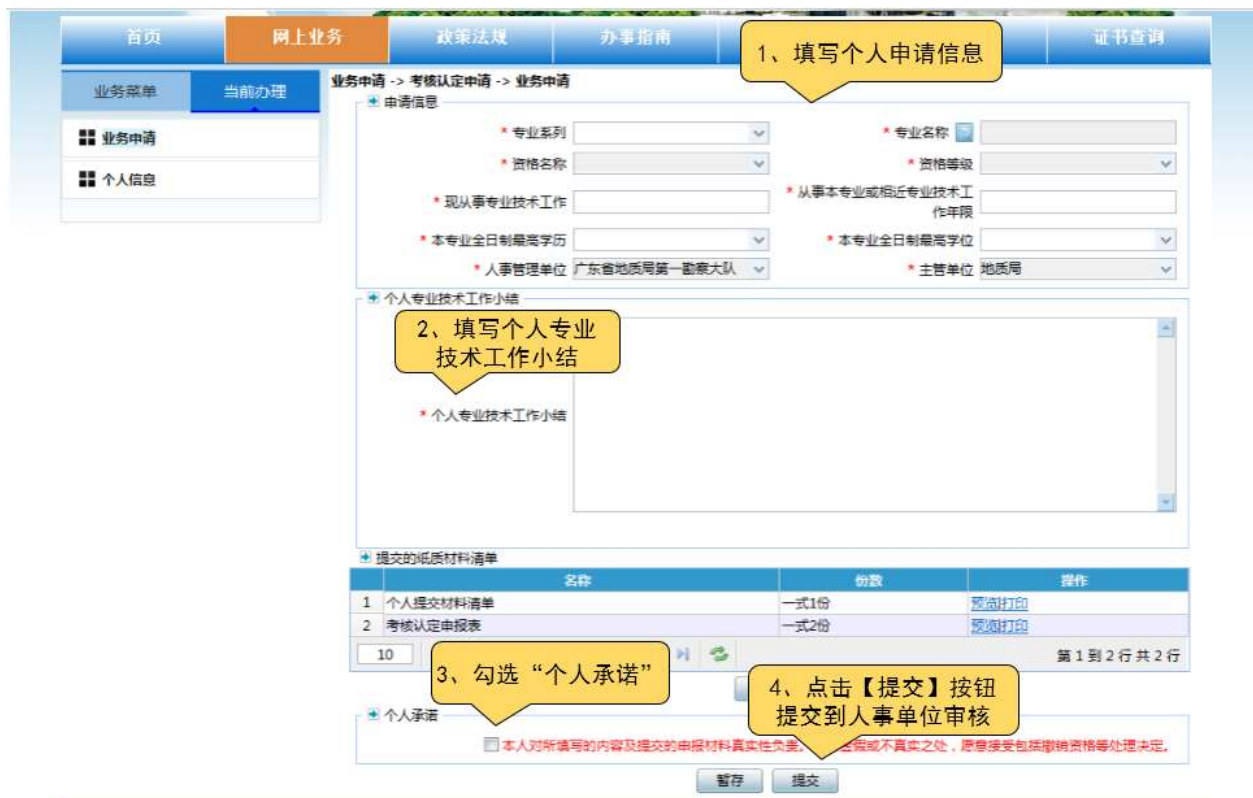 首页
网上业务
政策法规
办事指南
证书查询
1、填写个人申请信息
业务菜单
当前办理
业务申请
个人信息
业务申请 -> 考核认定申请 -> 业务申请
申请信息
* 专业系列
* 专业名称
* 资格名称
* 资格等级
* 现从事专业技术工作
* 从事本专业或相近专业技术工
作年限
* 本专业全日制最高学历
* 本专业全日制最高学位
* 人事管理单位 广东省地质局第一勘察大队
* 主管单位 地质局
个人专业技术工作小结
2、填写个人专业
技术工作小结
* 个人专业技术工作小结
提交的纸质材料清单
名称 份数 操作
1 个人提交材料清单 一式1份 预览打印
2 考核认定申报表 一式2份 预览打印
10
第 1 到 2 行 共 2 行
3、勾选“个人承诺”
4、点击【提交】按钮
提交到人事单位审核
个人承诺
本人对所填写的内容及提交的申报材料真实性负责。 假或不真实之处，愿意接受包括撤销资格等处理决定。
暂存
提交